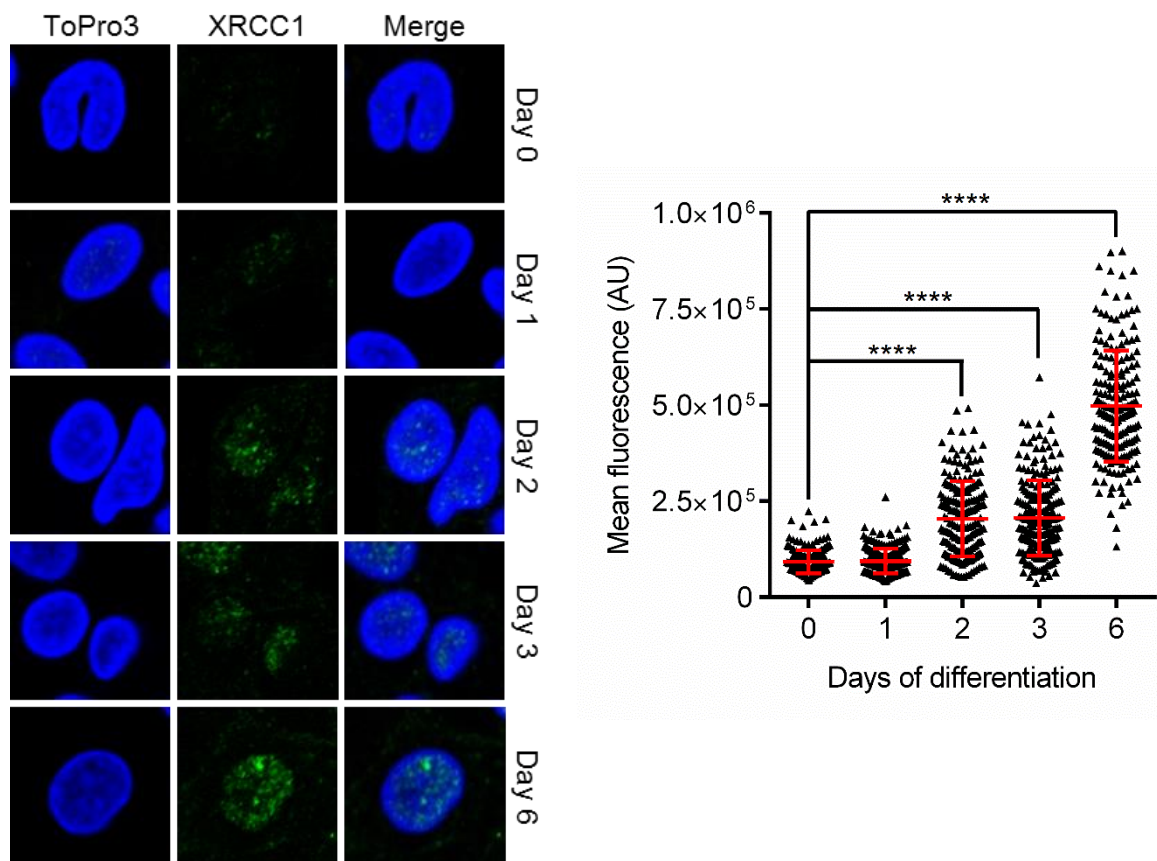 ToPro3 XRCC1 Merge
Day 0
Day 1
Day 2
Day 3
Day 6
Mean fluorescence (AU)
1.0×10⁶
7.5×10⁵
5.0×10⁵
2.5×10⁵
0
****
****
****
0 1 2 3 6
Days of differentiation